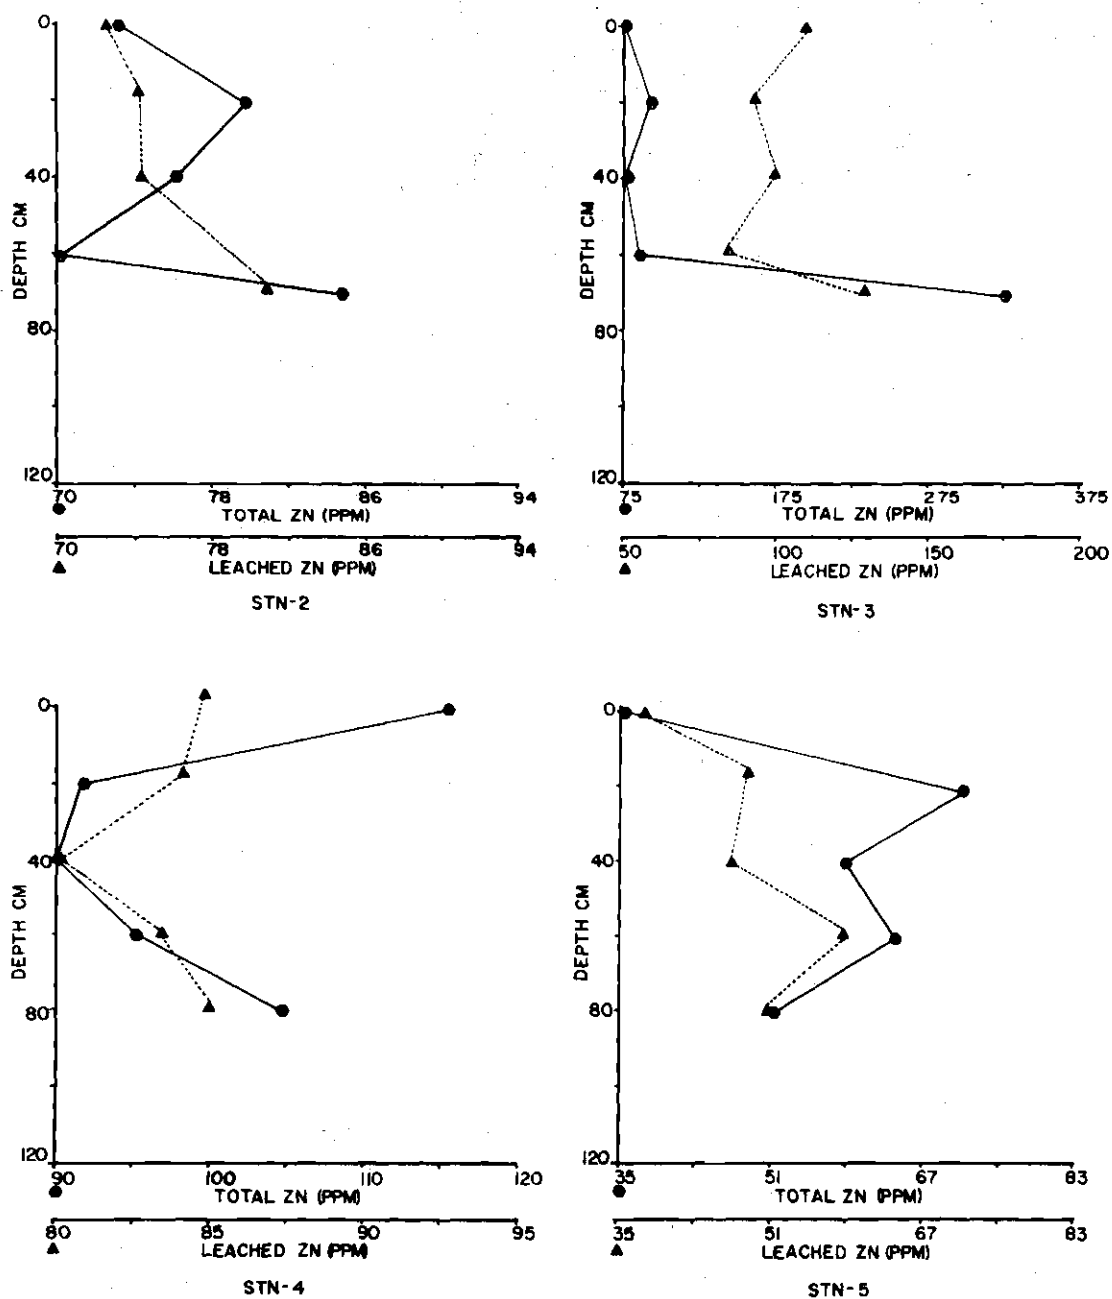 0
40
80
120
DEPTH CM
70 78 86 94
TOTAL ZN (PPM)
70 78 86 94
LEACHED ZN (PPM)
STN-2
0
40
80
120
DEPTH CM
75 175 275 375
TOTAL ZN (PPM)
50 100 150 200
LEACHED ZN (PPM)
STN-3
0
40
80
120
DEPTH CM
90 100 110 120
TOTAL ZN (PPM)
80 85 90 95
LEACHED ZN (PPM)
STN-4
0
40
80
120
DEPTH CM
35 51 67 83
TOTAL ZN (PPM)
35 51 67 83
LEACHED ZN (PPM)
STN-5